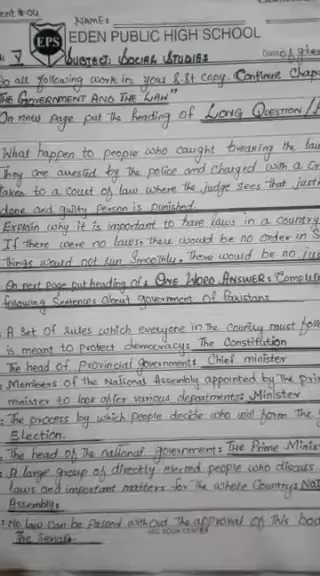 ent # 04
NAME:
EPS EDEN PUBLIC HIGH SCHOOL
V SUBJECT: SOCIAL STUDIES
Do all following work in your S.St copy. Continue Chap
THE GOVERNMENT AND THE LAW"
On new page put the heading of LONG QUESTION/
What happen to people who caught breaking the law
They are arrested by the police and charged with a cr
taken to a court of law where the judge sees that justi
done and guilty person is punished.
Explain why it is important to have laws in a country
If there were no laws, there would be no order in S
Things would not run smoothly. There would be no jus
On next page put heading of: ONE WORD ANSWER: Complete
following sentences about government of Pakistan:
A set of rules which everyone in the country must foll
is meant to protect democracy: The Constitution
The head of Provincial government: Chief minister
: Members of the National Assembly appointed by the pri
minister to look after various departments: Minister
: The process by which people decide who will form the
Election.
The head of the national government: The Prime Minis
: A large group of directly elected people who discuss
laws and important matters for the whole country: Nat
Assembly:
: No law can be passed without the approval of this bod
The Senate
BOOK CENTER